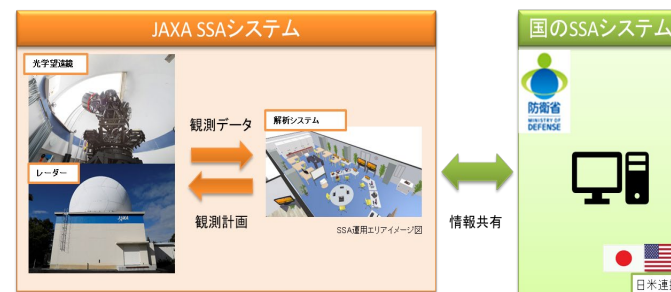 JAXA SSAシステム
光学望遠鏡
レーダー
JAXA
観測データ
観測計画
解析システム
SSA運用エリアイメージ図
情報共有
国のSSAシステム
防衛省
MINISTRY OF
DEFENSE
日米連